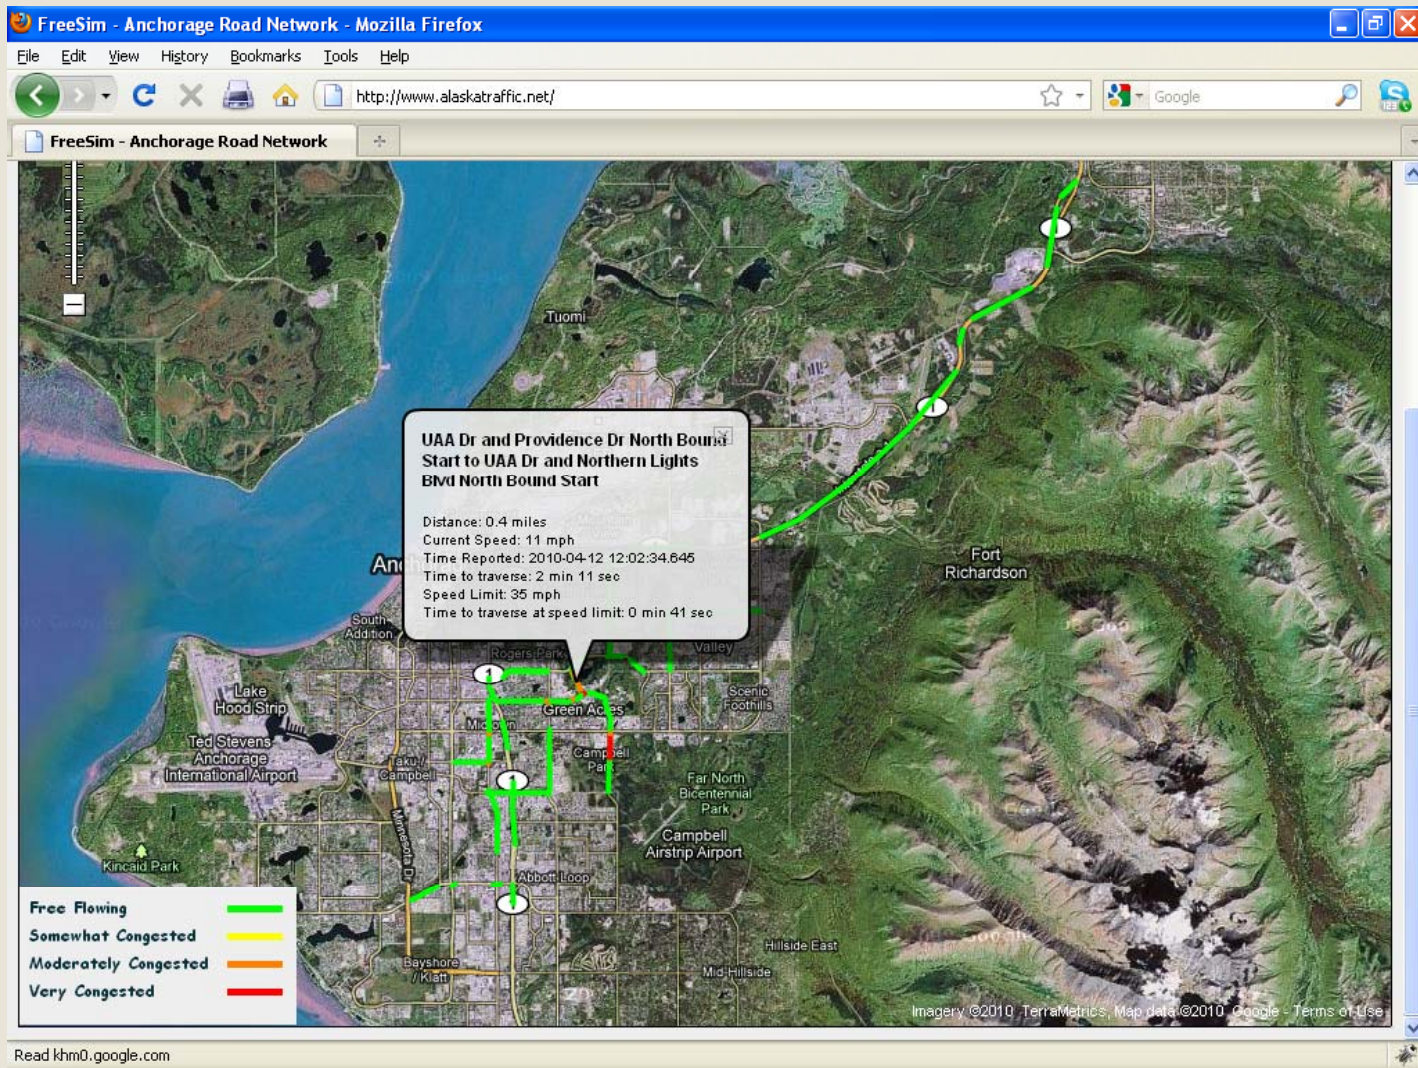 FreeSim - Anchorage Road Network - Mozilla Firefox
File Edit View History Bookmarks Tools Help
http://www.alaskatraffic.net/
Google
FreeSim - Anchorage Road Network
Tuomi
UAA Dr and Providence Dr North Bound
Start to UAA Dr and Northern Lights
Blvd North Bound Start
Distance: 0.4 miles
Current Speed: 11 mph
Time Reported: 2010-04-12 12:02:34.645
Time to traverse: 2 min 11 sec
Speed Limit: 35 mph
Time to traverse at speed limit: 0 min 41 sec
Fort
Richardson
South
Addition
Rogers Park
Valley
1
Lake
Hood Strip
Scenic
Foothills
Green Acres
Midtown
Ted Stevens
Anchorage
International Airport
Taku /
Campbell
Campbell
Park
1
Far North
Bicentennial
Park
Minnesota Dr
Campbell
Airstrip Airport
Kincaid Park
Abbott Loop
Free Flowing
Somewhat Congested
Moderately Congested
Very Congested
Bayshore
/ Klatt
Hillside East
Mid-Hillside
Imagery ©2010 TerraMetrics, Map data ©2010 Google - Terms of Use
Read khm0.google.com